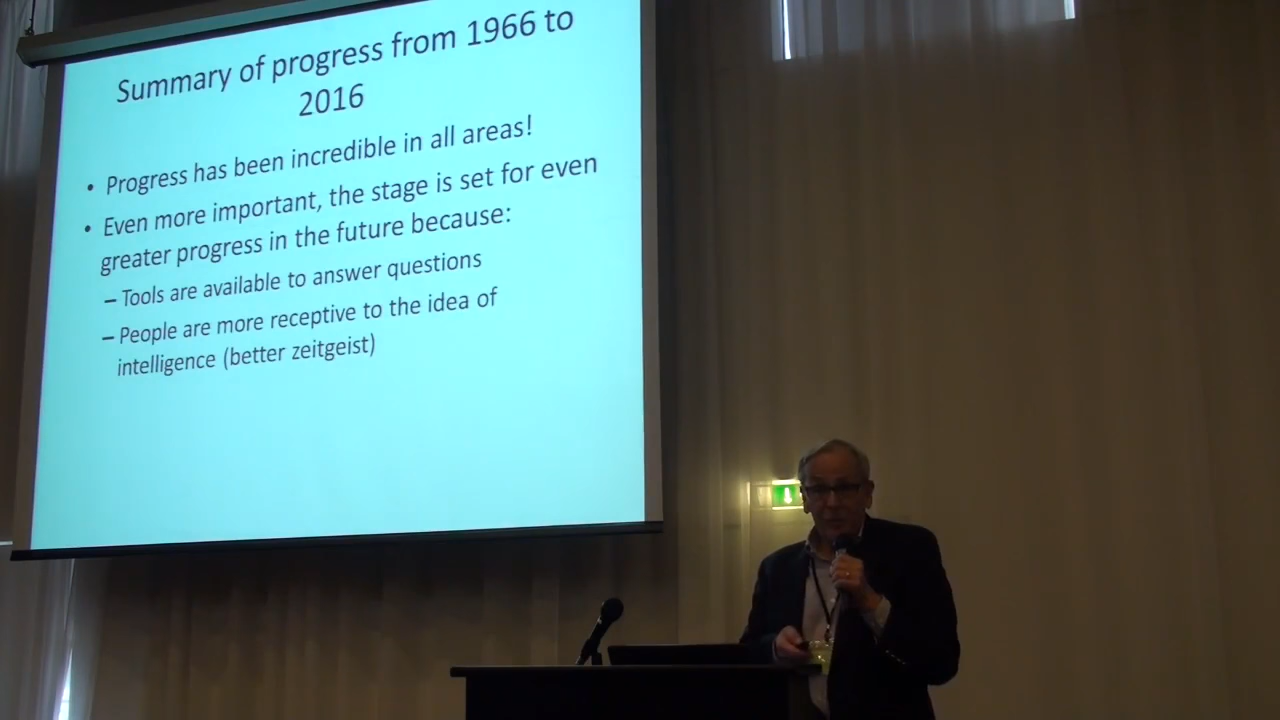 Summary of progress from 1966 to
2016
• Progress has been incredible in all areas!
• Even more important, the stage is set for even
greater progress in the future because:
– Tools are available to answer questions
– People are more receptive to the idea of
intelligence (better zeitgeist)